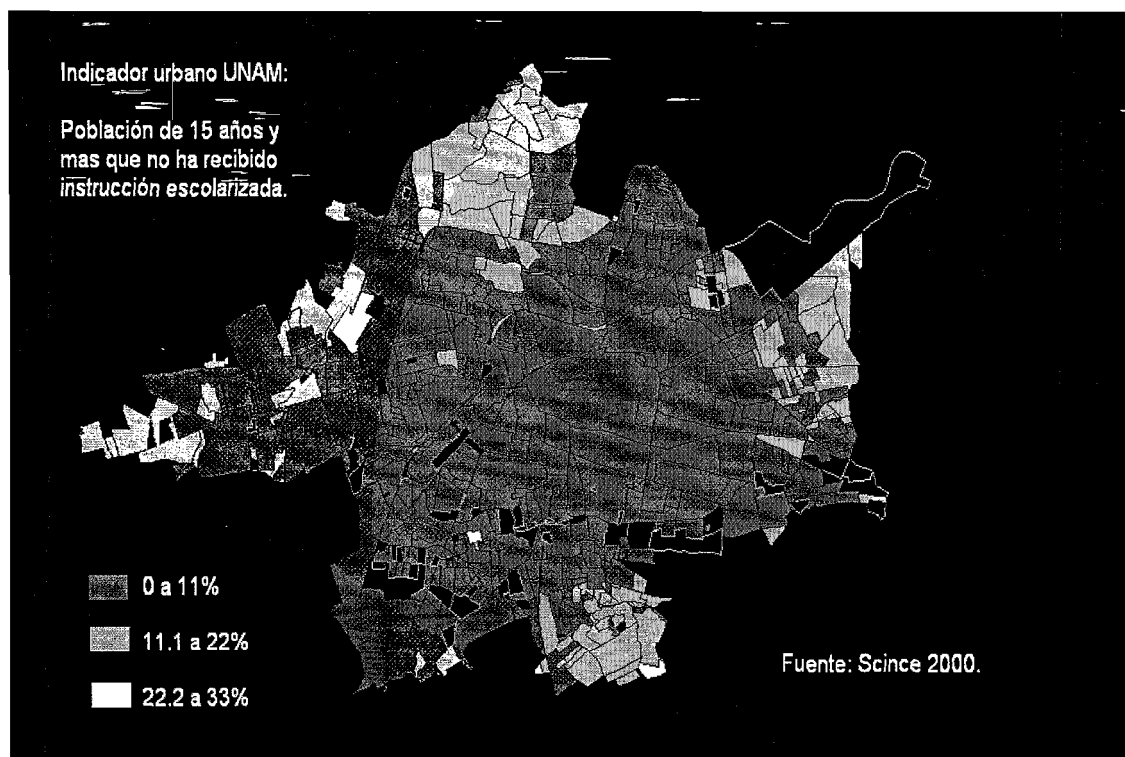 Indicador urbano UNAM:
Población de 15 años y
mas que no ha recibido
instrucción escolarizada.
0 a 11%
11.1 a 22%
22.2 a 33%
Fuente: Scince 2000.